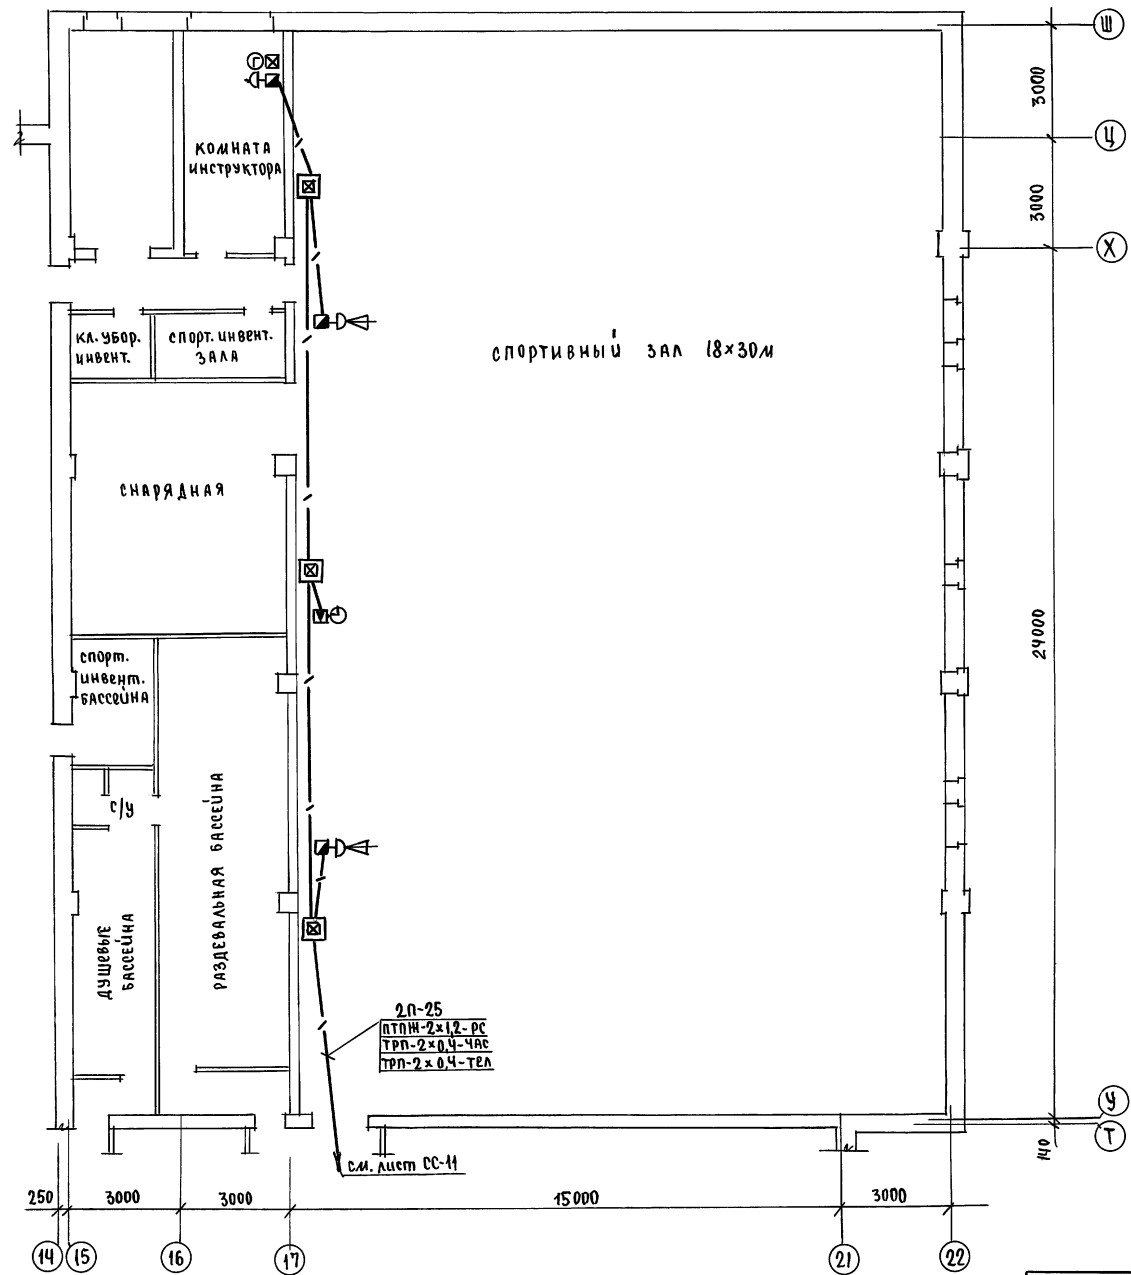 Ш
3000
Ц
КОМНАТА
ИНСТРУКТОРА
3000
Х
КЛ. УБОР.
ИНВЕНТ.
СПОРТ. ИНВЕНТ.
ЗАЛА
СПОРТИВНЫЙ ЗАЛ 18×30М
СНАРЯДНАЯ
24000
СПОРТ.
ИНВЕНТ.
БАССЕЙНА
С/У
РАЗДЕВАЛЬНАЯ БАССЕЙНА
ДУШЕВЫЕ
БАССЕЙНА
2П-25
ПТПЖ-2×1,2-РС
ТРП-2×0,4-ЧАС
ТРП-2×0,4-ТЕЛ
У
Т
140
СМ. ЛИСТ СС-11
250
3000
3000
15000
3000
14
15
16
17
21
22